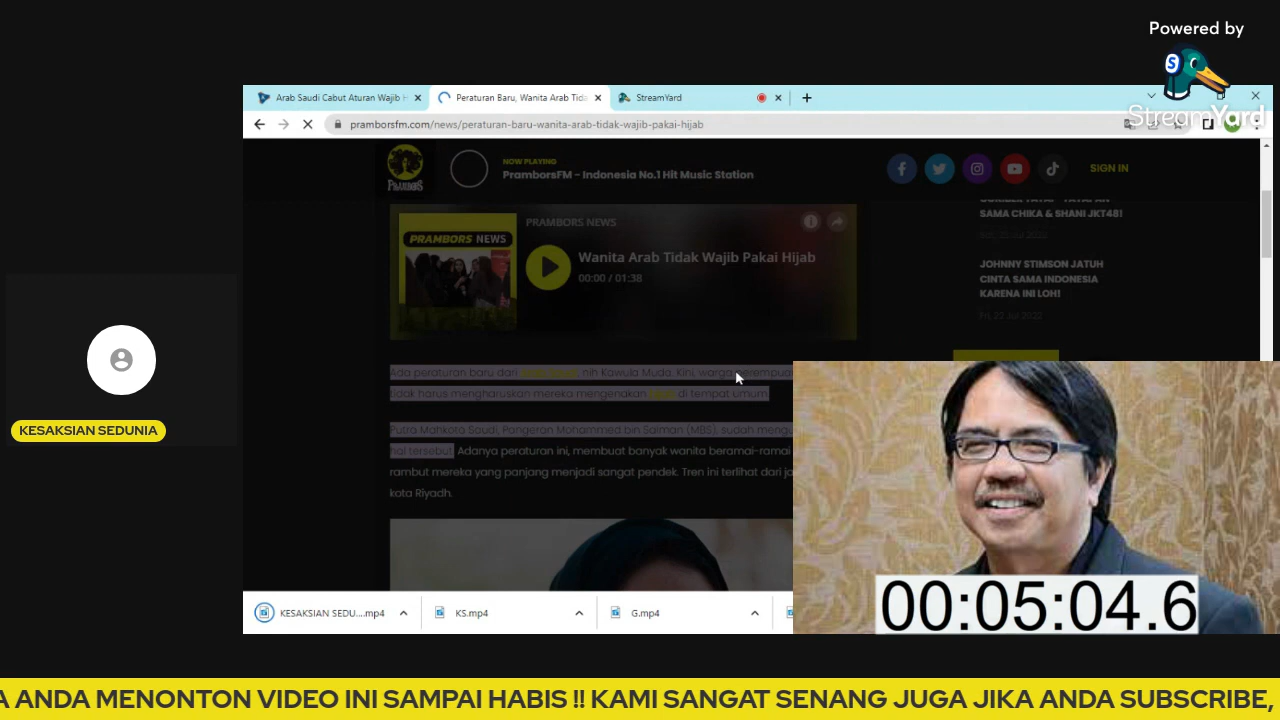 Powered by
StreamYard
Arab Saudi Cabut Aturan Wajib H
Peraturan Baru, Wanita Arab Tida
StreamYard
pramborsfm.com/news/peraturan-baru-wanita-arab-tidak-wajib-pakai-hijab
PRAMBORS
NOW PLAYING
PramborsFM - Indonesia No.1 Hit Music Station
SIGN IN
SAMA CHIKA & SHANI JKT48!
PRAMBORS NEWS
PRAMBORS NEWS
Wanita Arab Tidak Wajib Pakai Hijab
00:00 / 01:38
JOHNNY STIMSON JATUH
CINTA SAMA INDONESIA
KARENA INI LOH!
Fri, 22 Jul 2022
Ada peraturan baru dari nih Kawula Muda. Kini, warga perempua
tidak harus mengharuskan mereka mengenakan di tempat umum.
Putra Mahkota Saudi, Pangeran Mohammed bin Salman (MBS), sudah mengu
hal tersebut. Adanya peraturan ini, membuat banyak wanita beramai-ramai
rambut mereka yang panjang menjadi sangat pendek. Tren ini terlihat dari ja
kota Riyadh.
KESAKSIAN SEDUNIA
00:05:04.6
KESAKSIAN SEDU....mp4
KS.mp4
G.mp4
A ANDA MENONTON VIDEO INI SAMPAI HABIS !! KAMI SANGAT SENANG JUGA JIKA ANDA SUBSCRIBE,